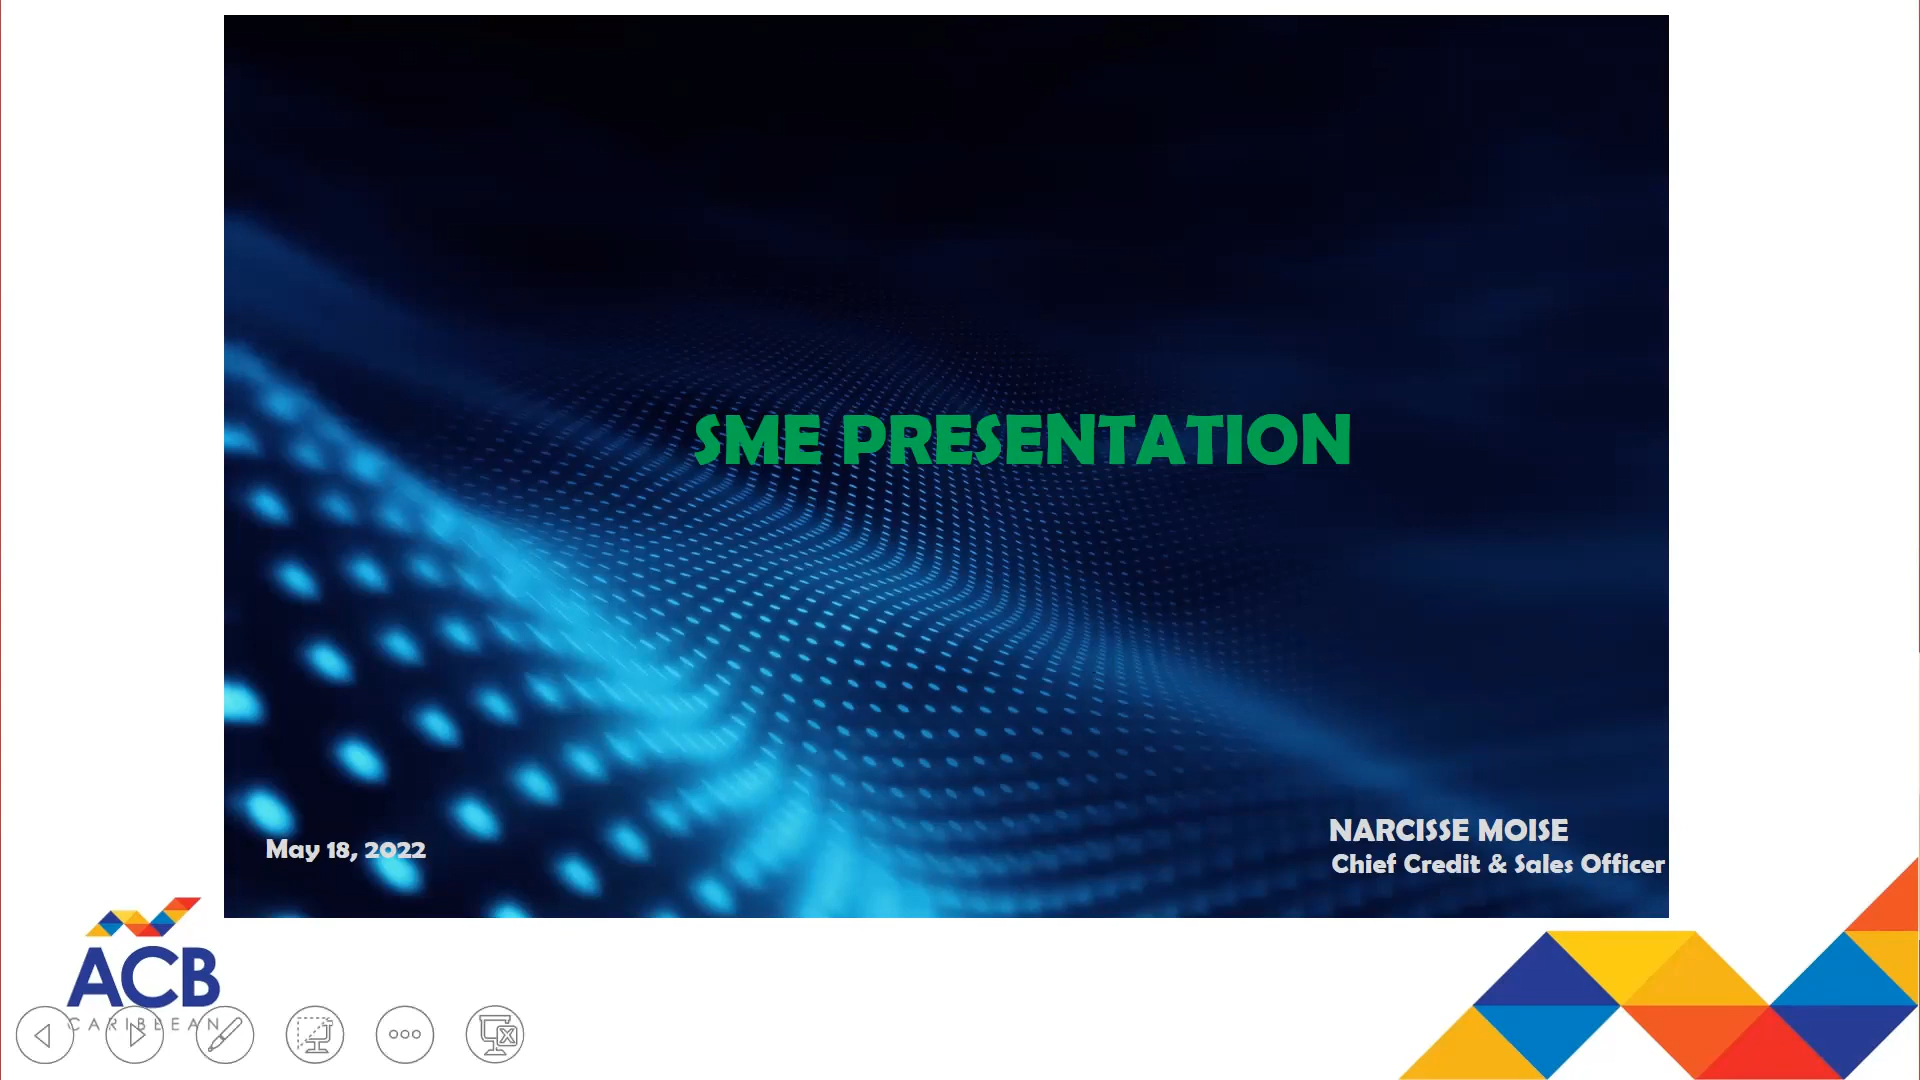 SME PRESENTATION
NARCISSE MOISE
Chief Credit & Sales Officer
May 18, 2022
ACB
CARIBBEAN